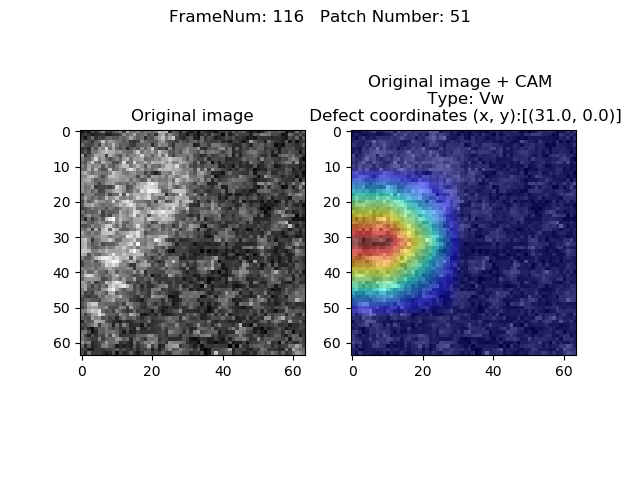 FrameNum: 116   Patch Number: 51
Original image
0
10
20
30
40
50
60
0 20 40 60
Original image + CAM
Type: Vw
Defect coordinates (x, y):[(31.0, 0.0)]
0
10
20
30
40
50
60
0 20 40 60